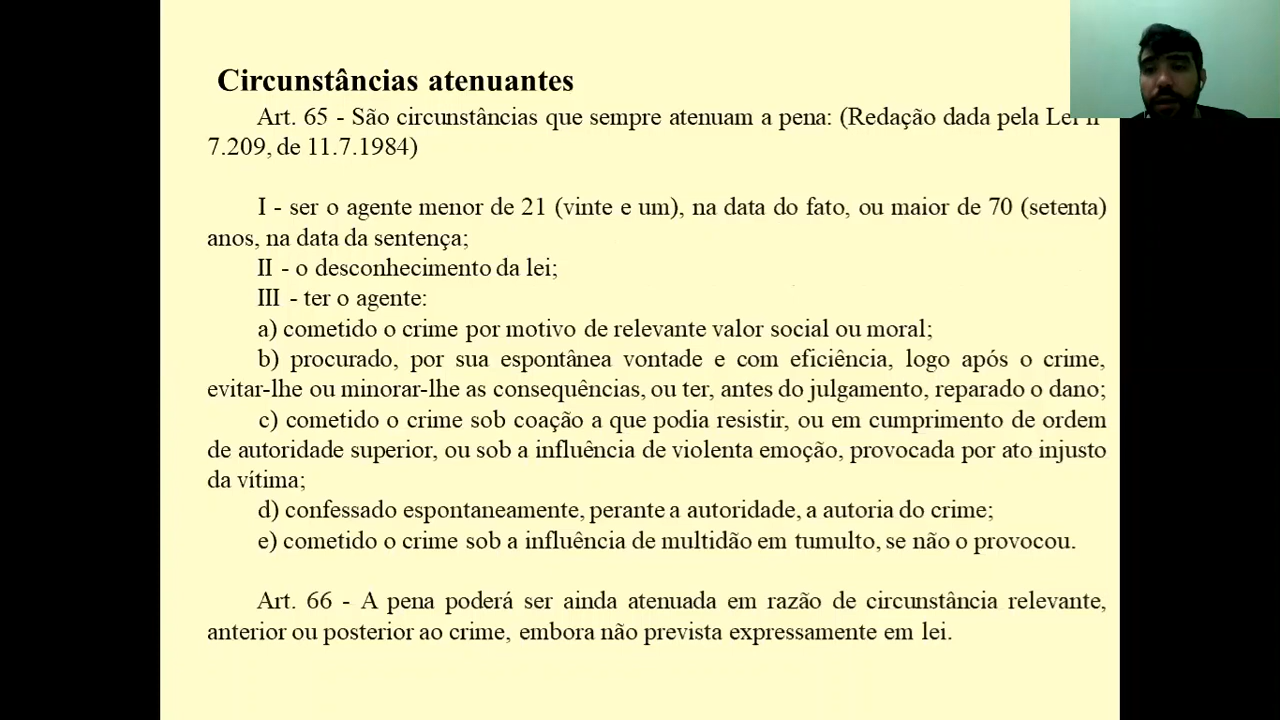 Circunstâncias atenuantes
Art. 65 - São circunstâncias que sempre atenuam a pena: (Redação dada pela Lei
7.209, de 11.7.1984)
I - ser o agente menor de 21 (vinte e um), na data do fato, ou maior de 70 (setenta)
anos, na data da sentença;
II - o desconhecimento da lei;
III - ter o agente:
a) cometido o crime por motivo de relevante valor social ou moral;
b) procurado, por sua espontânea vontade e com eficiência, logo após o crime,
evitar-lhe ou minorar-lhe as consequências, ou ter, antes do julgamento, reparado o dano;
c) cometido o crime sob coação a que podia resistir, ou em cumprimento de ordem
de autoridade superior, ou sob a influência de violenta emoção, provocada por ato injusto
da vítima;
d) confessado espontaneamente, perante a autoridade, a autoria do crime;
e) cometido o crime sob a influência de multidão em tumulto, se não o provocou.
Art. 66 - A pena poderá ser ainda atenuada em razão de circunstância relevante,
anterior ou posterior ao crime, embora não prevista expressamente em lei.